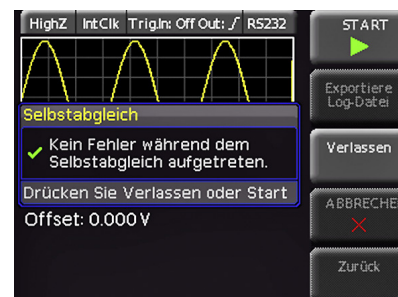 HighZ IntClk Trig.In: Off Out: RS232
START
Exportiere
Log-Datei
Selbstabgleich
Kein Fehler während dem
Selbstabgleich aufgetreten.
Verlassen
Drücken Sie Verlassen oder Start
ABBRECHE
Offset: 0.000 V
Zurück